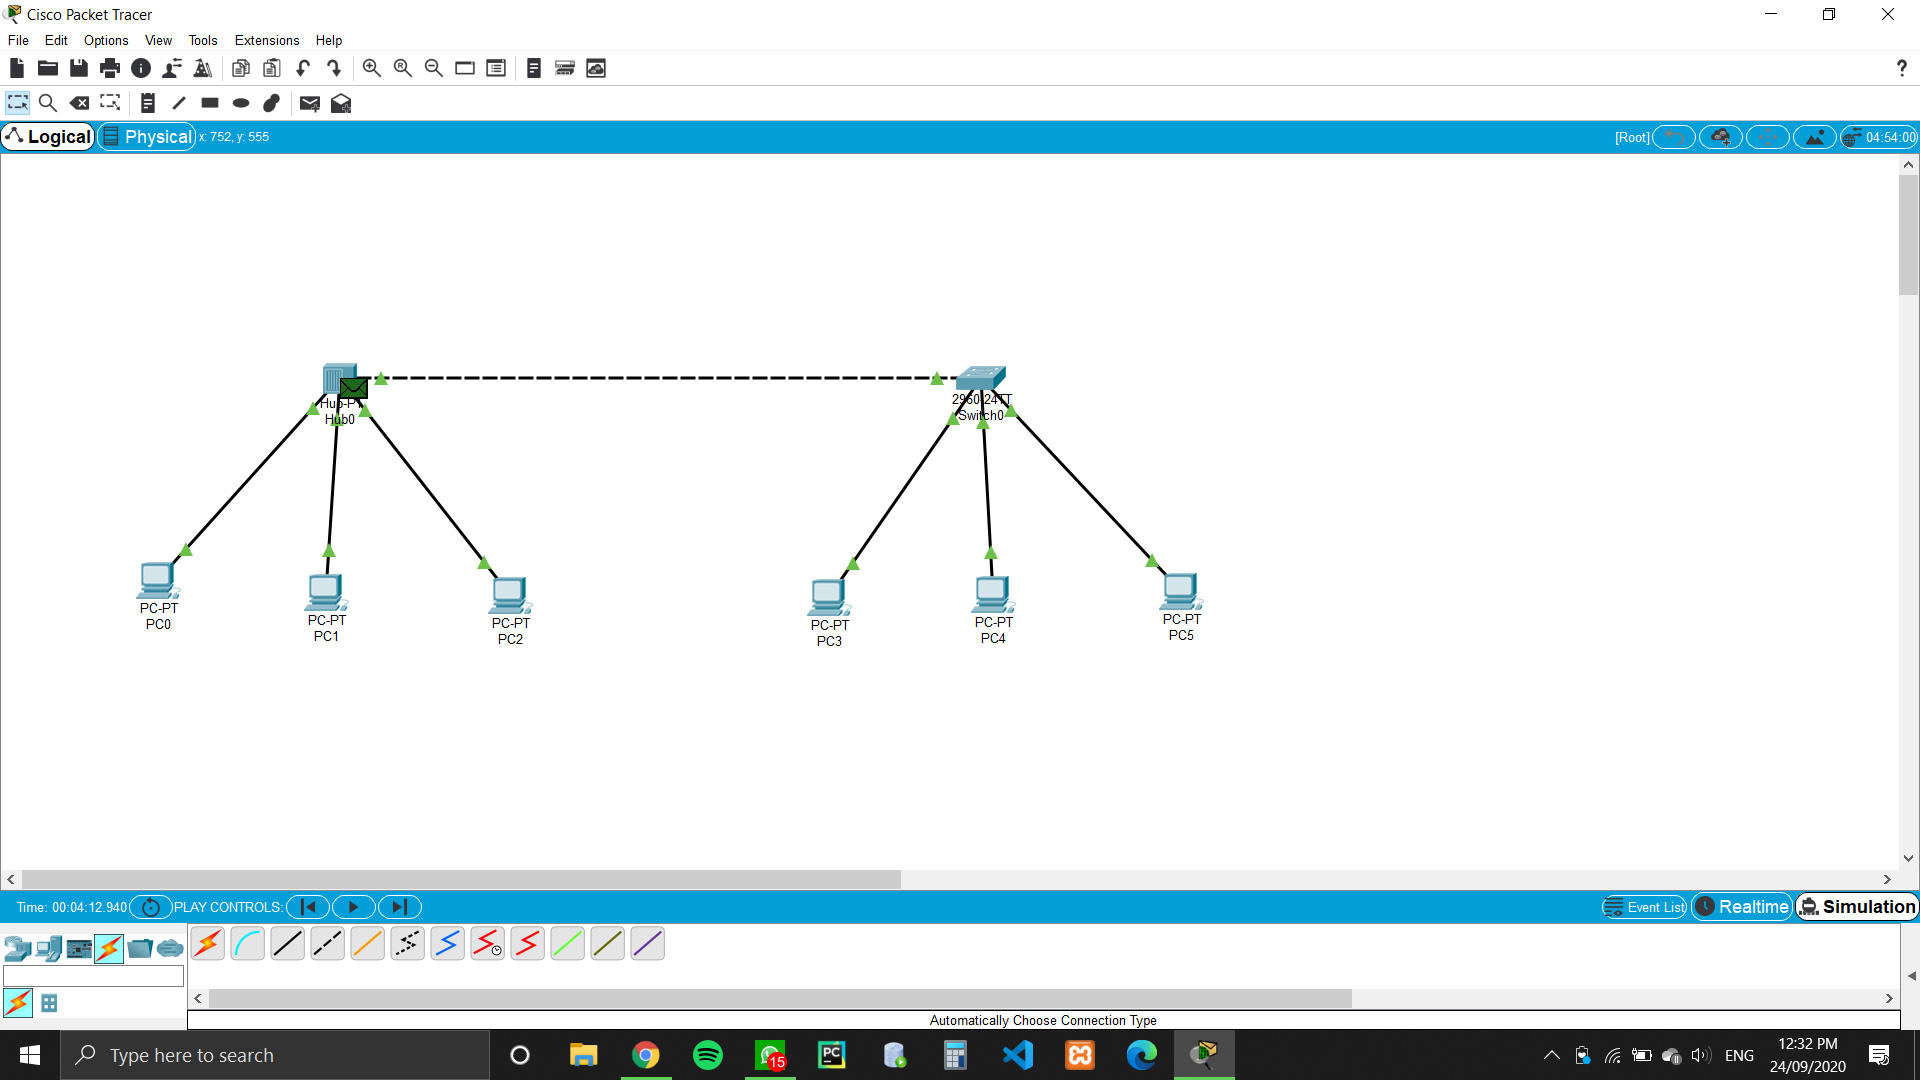 Cisco Packet Tracer
File Edit Options View Tools Extensions Help
?
Logical Physical x: 752, y: 555 [Root] 04:54:00
Hub-PT
Hub0
2960-24TT
Switch0
PC-PT
PC0
PC-PT
PC1
PC-PT
PC2
PC-PT
PC3
PC-PT
PC4
PC-PT
PC5
Time: 00:04:12.940 PLAY CONTROLS: Event List Realtime Simulation
Automatically Choose Connection Type
Type here to search
15
PC
ENG
12:32 PM
24/09/2020